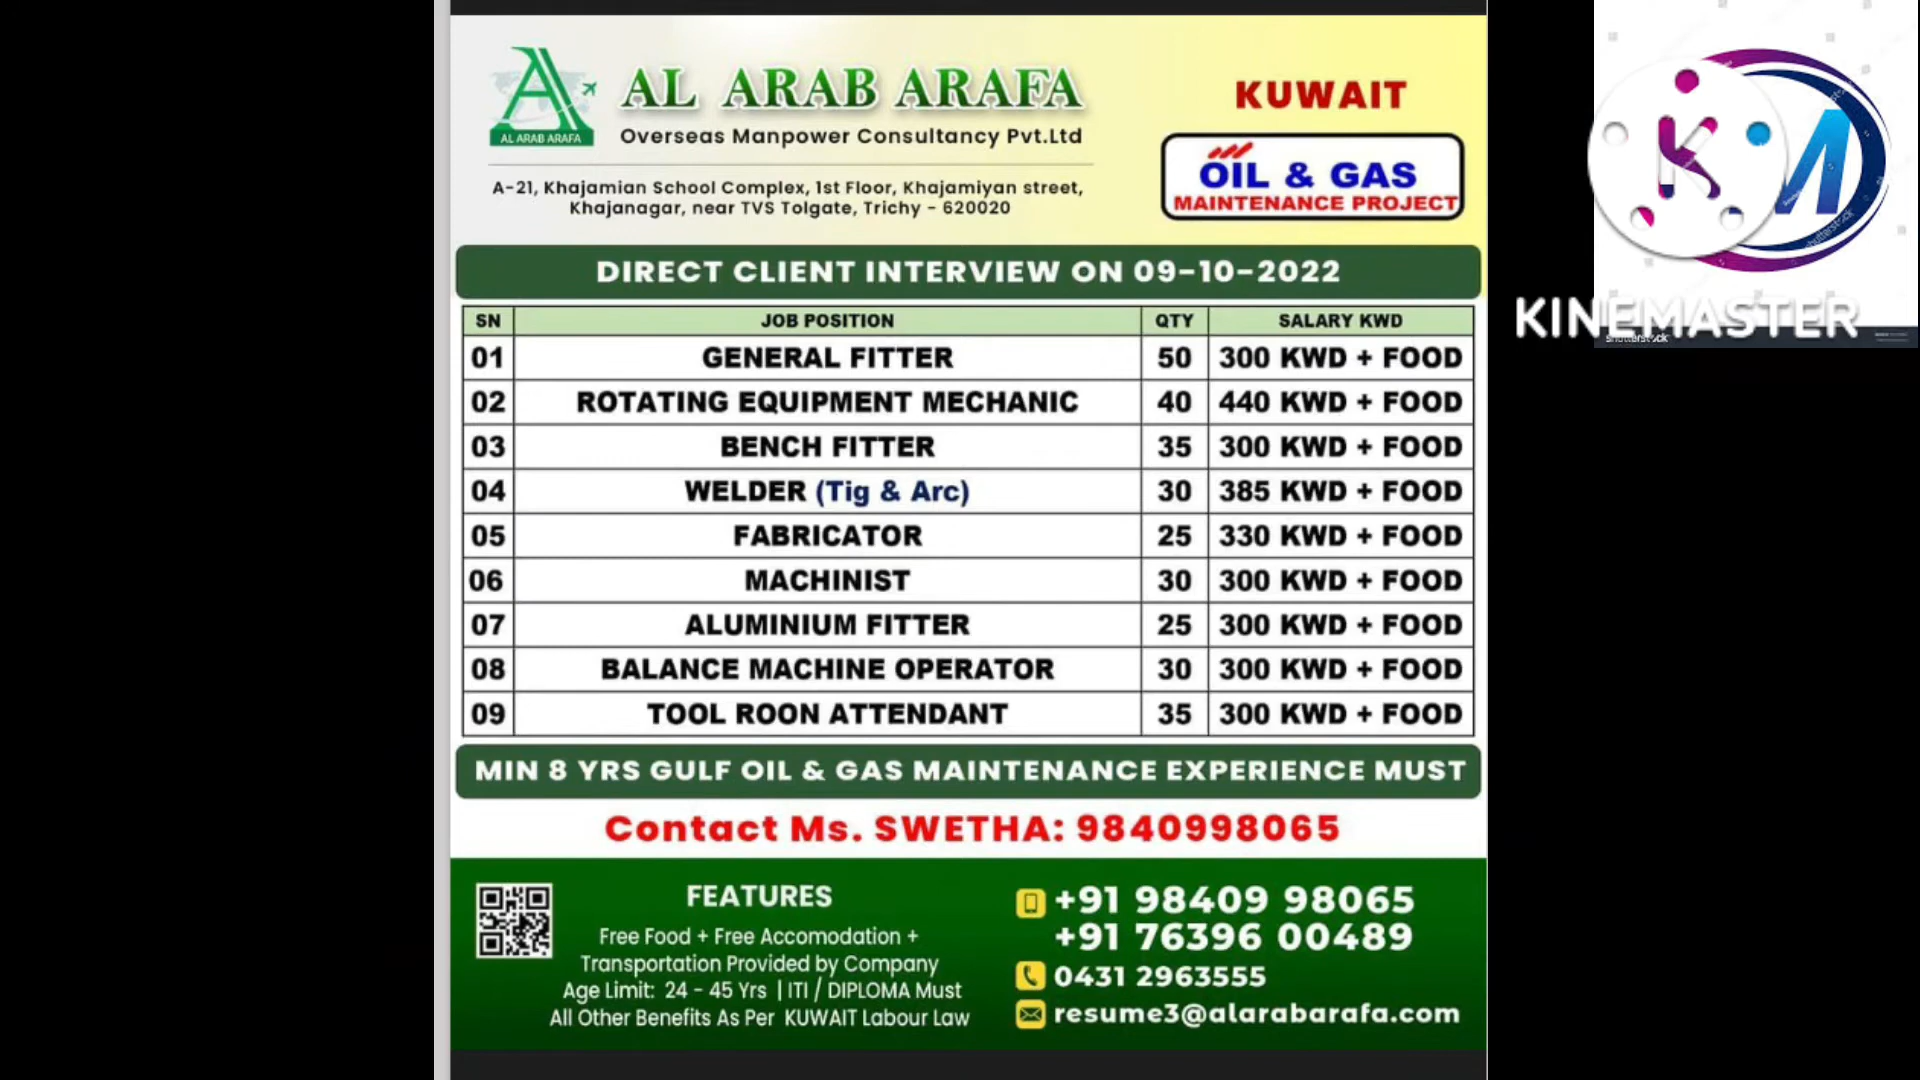 AL ARAB ARAFA
AL ARAB ARAFA
Overseas Manpower Consultancy Pvt.Ltd
A-21, Khajamian School Complex, 1st Floor, Khajamiyan street,
Khajanagar, near TVS Tolgate, Trichy - 620020
KUWAIT
OIL & GAS
MAINTENANCE PROJECT
DIRECT CLIENT INTERVIEW ON 09-10-2022
SN JOB POSITION QTY SALARY KWD
01 GENERAL FITTER 50 300 KWD + FOOD
02 ROTATING EQUIPMENT MECHANIC 40 440 KWD + FOOD
03 BENCH FITTER 35 300 KWD + FOOD
04 WELDER (Tig & Arc) 30 385 KWD + FOOD
05 FABRICATOR 25 330 KWD + FOOD
06 MACHINIST 30 300 KWD + FOOD
07 ALUMINIUM FITTER 25 300 KWD + FOOD
08 BALANCE MACHINE OPERATOR 30 300 KWD + FOOD
09 TOOL ROON ATTENDANT 35 300 KWD + FOOD
MIN 8 YRS GULF OIL & GAS MAINTENANCE EXPERIENCE MUST
Contact Ms. SWETHA: 9840998065
FEATURES
Free Food + Free Accomodation +
Transportation Provided by Company
Age Limit: 24 - 45 Yrs | ITI / DIPLOMA Must
All Other Benefits As Per KUWAIT Labour Law
+91 98409 98065
+91 76396 00489
0431 2963555
resume3@alarabarafa.com
K
M
KINEMASTER
shutterstock